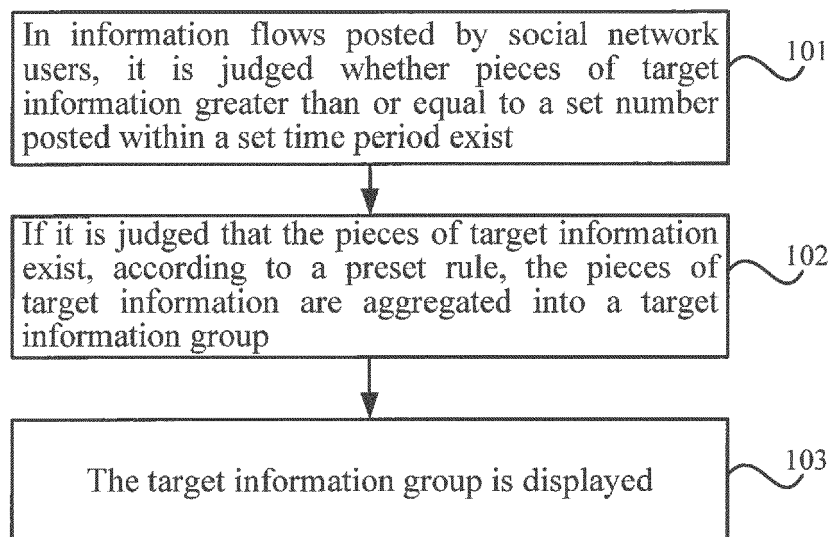 In information flows posted by social network
users, it is judged whether pieces of target
information greater than or equal to a set number
posted within a set time period exist
101
If it is judged that the pieces of target information
exist, according to a preset rule, the pieces of
target information are aggregated into a target
information group
102
The target information group is displayed
103